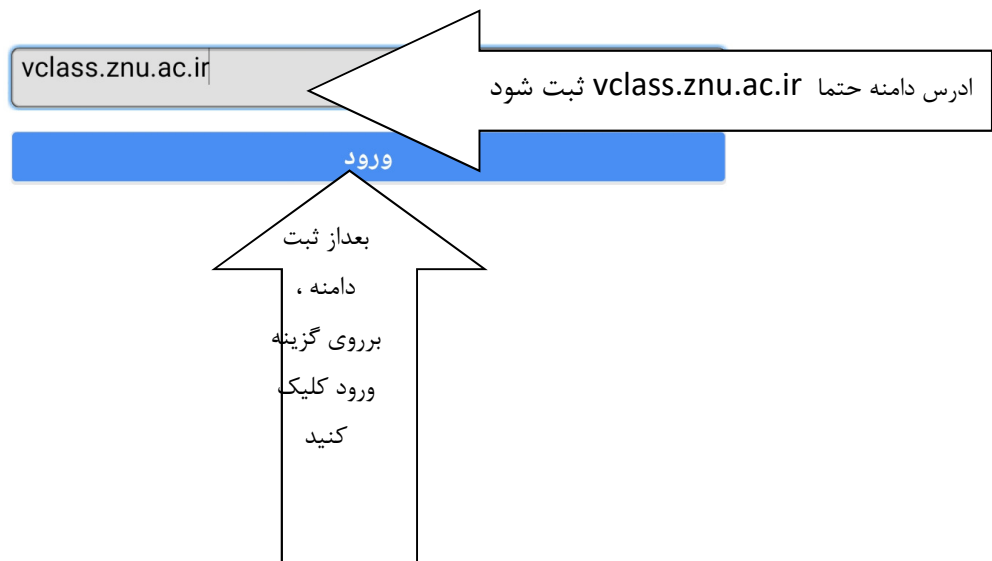 vclass.znu.ac.ir
ادرس دامنه حتما vclass.znu.ac.ir ثبت شود
ورود
بعداز ثبت
دامنه ،
برروی گزینه
ورود کلیک
کنید